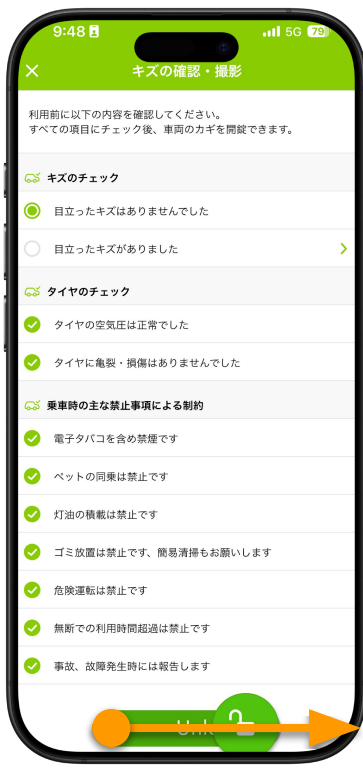 9:48
5G 79
キズの確認・撮影
利用前に以下の内容を確認してください。
すべての項目にチェック後、車両のカギを開錠できます。
キズのチェック
目立ったキズはありませんでした
目立ったキズがありました
タイヤのチェック
タイヤの空気圧は正常でした
タイヤに亀裂・損傷はありませんでした
乗車時の主な禁止事項による制約
電子タバコを含め禁煙です
ペットの同乗は禁止です
灯油の積載は禁止です
ゴミ放置は禁止です、簡易清掃もお願いします
危険運転は禁止です
無断での利用時間超過は禁止です
事故、故障発生時には報告します